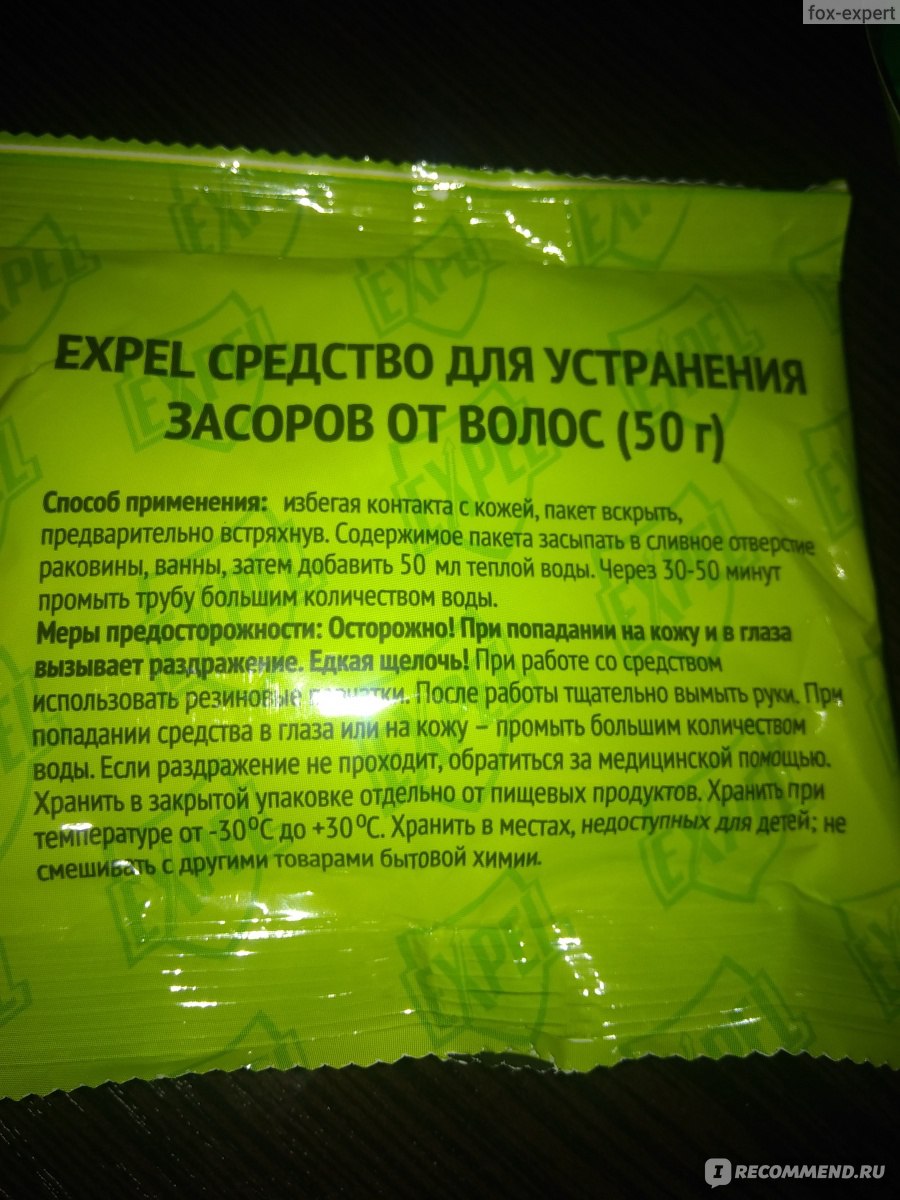 fox-expert
EXPEL СРЕДСТВО ДЛЯ УСТРАНЕНИЯ
ЗАСОРОВ ОТ ВОЛОС (50 г)
Способ применения: избегая контакта с кожей, пакет вскрыть,
предварительно встряхнув. Содержимое пакета засыпать в сливное отверстие
раковины, ванны, затем добавить 50 мл теплой воды. Через 30-50 минут
промыть трубу большим количеством воды.
Меры предосторожности: Осторожно! При попадании на кожу и в глаза
вызывает раздражение. Едкая щелочь! При работе со средством
использовать резиновые перчатки. После работы тщательно вымыть руки. При
попадании средства в глаза или на кожу – промыть большим количеством
воды. Если раздражение не проходит, обратиться за медицинской помощью.
Хранить в закрытой упаковке отдельно от пищевых продуктов. Хранить при
температуре от -30°C до +30°C. Хранить в местах, недоступных для детей; не
смешивать с другими товарами бытовой химии.
IRECOMMEND.RU